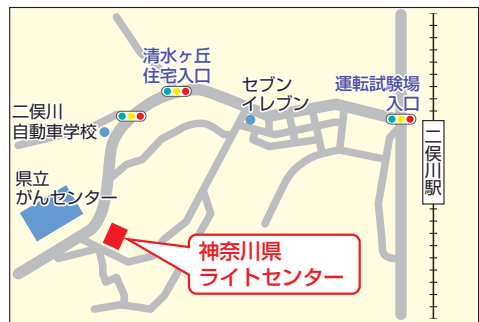 清水ヶ丘
住宅入口
セブン
イレブン
運転試験場
入口
二俣川
自動車学校
二俣川駅
県立
がんセンター
神奈川県
ライトセンター